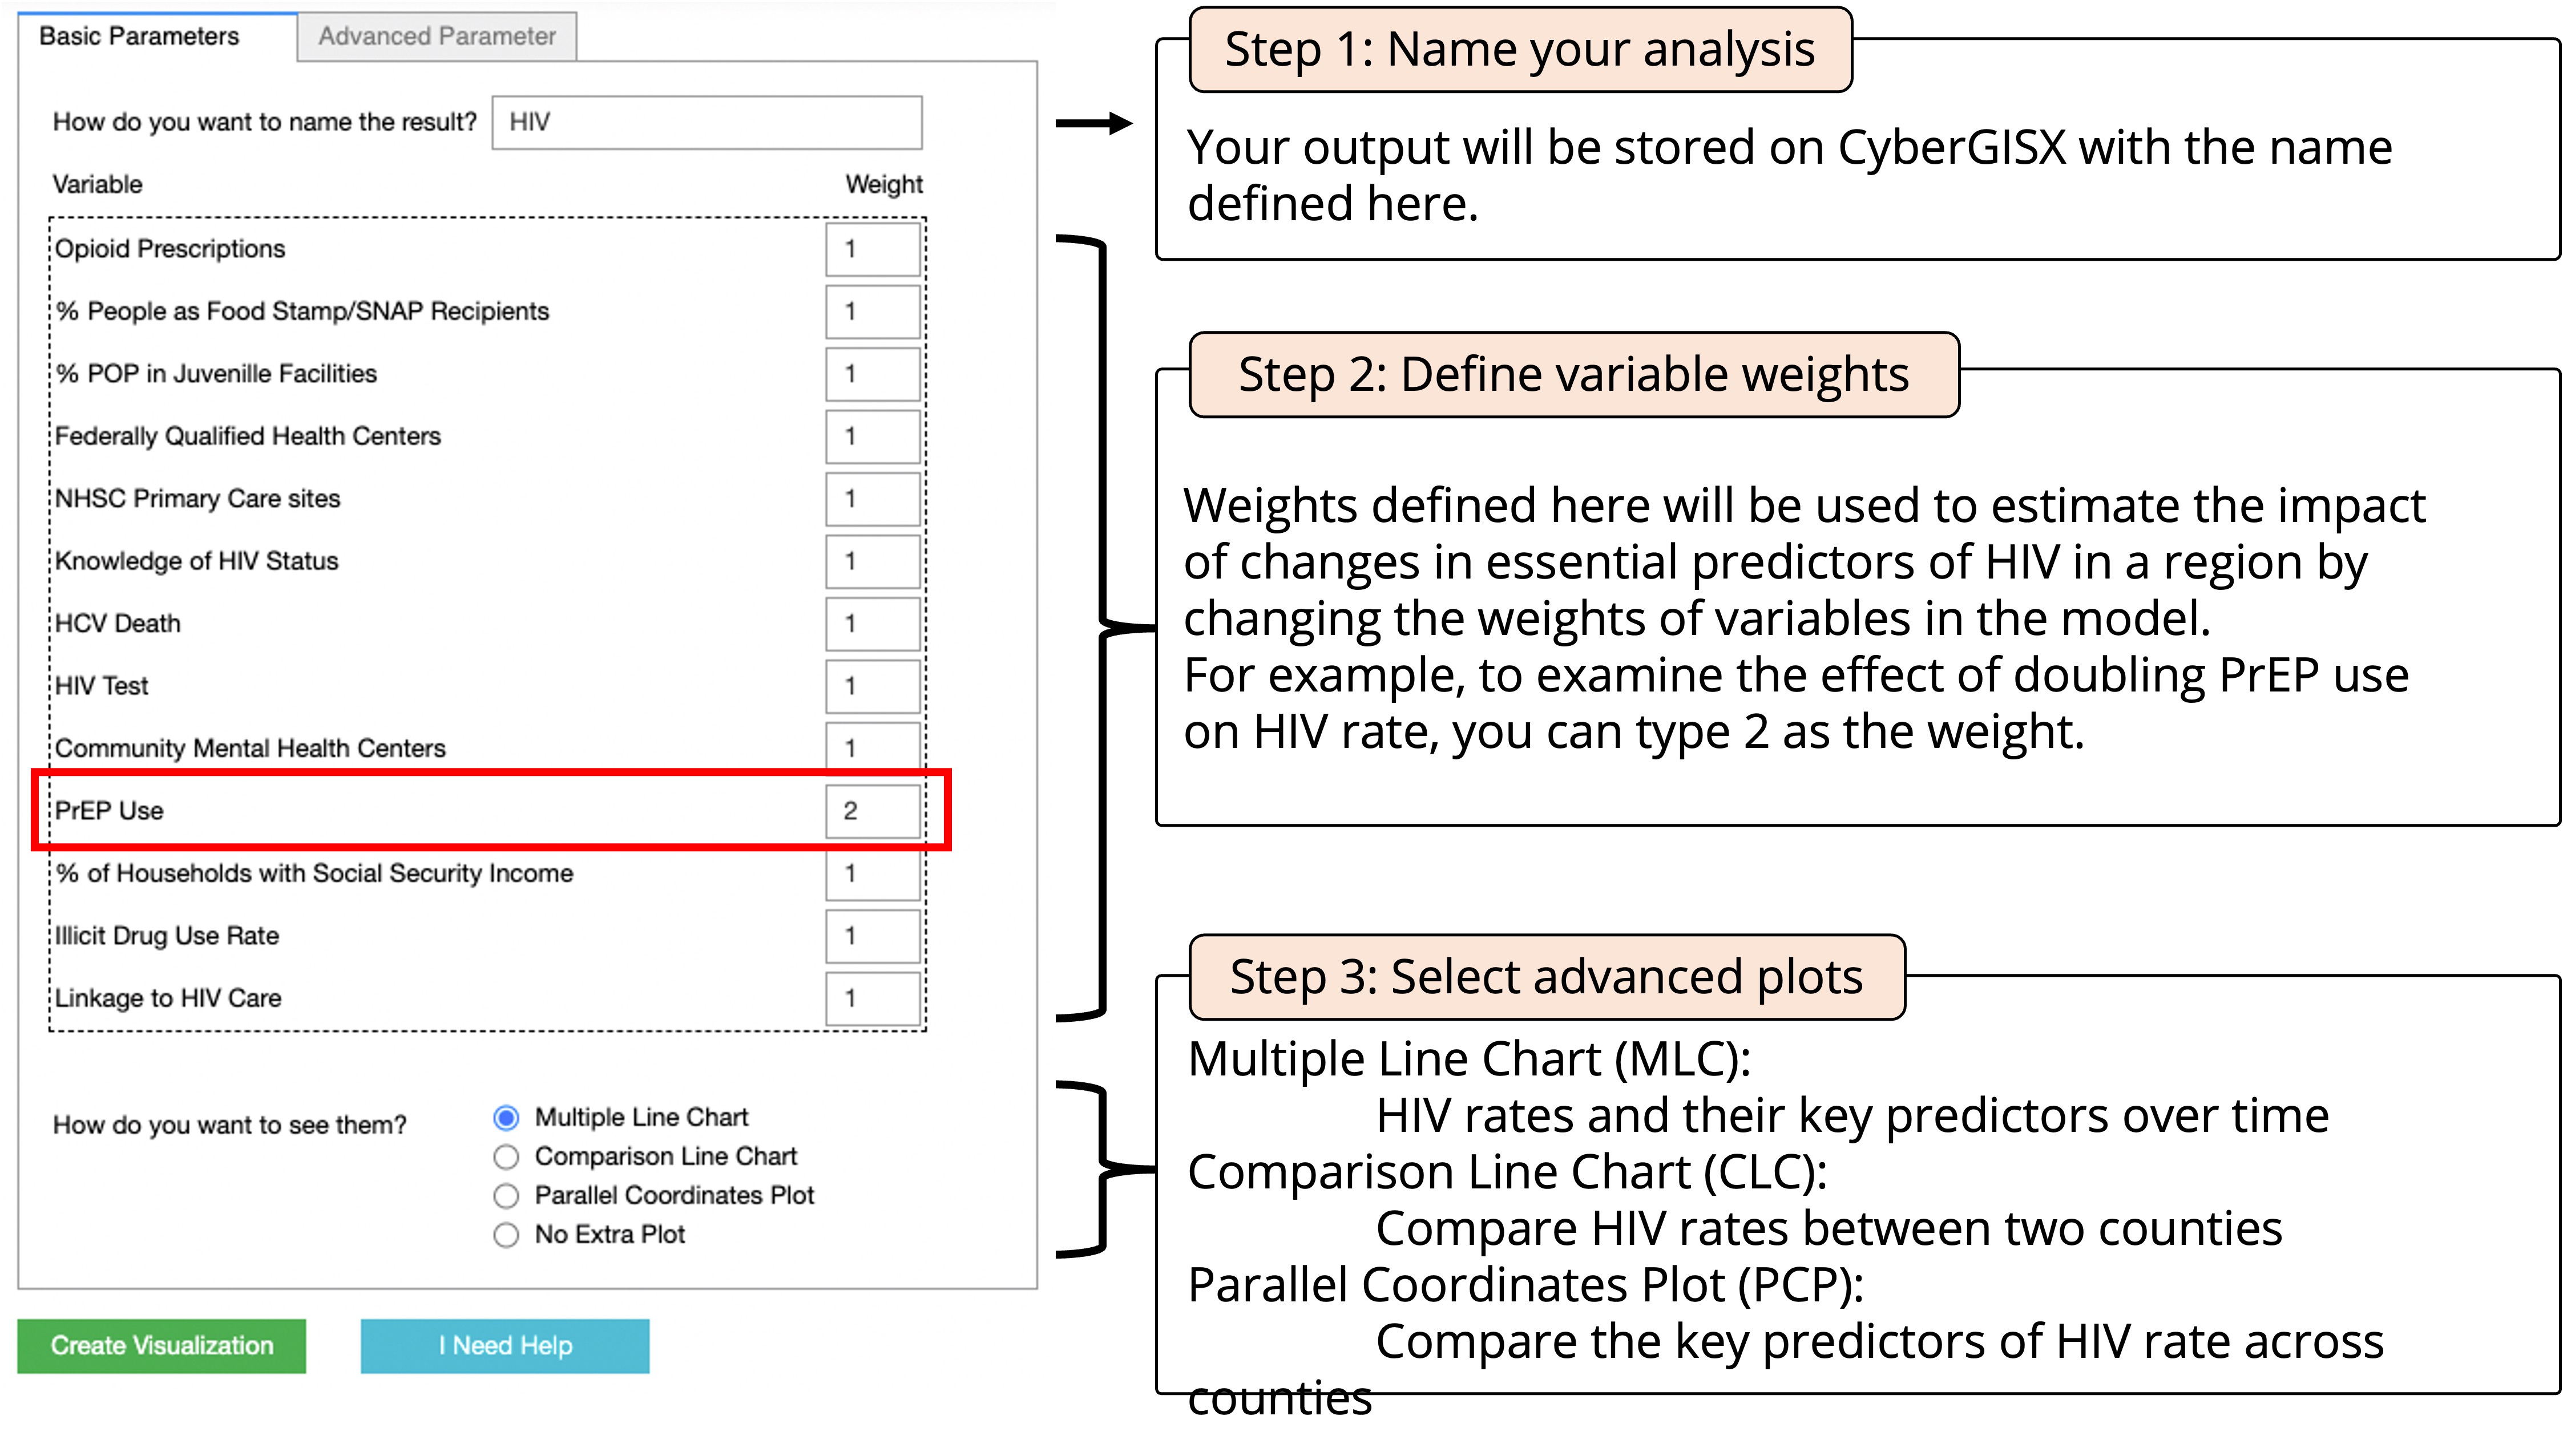 Basic Parameters
Advanced Parameter
How do you want to name the result? HIV
Variable Weight
Opioid Prescriptions 1
% People as Food Stamp/SNAP Recipients 1
% POP in Juvenille Facilities 1
Federally Qualified Health Centers 1
NHSC Primary Care sites 1
Knowledge of HIV Status 1
HCV Death 1
HIV Test 1
Community Mental Health Centers 1
PrEP Use 2
% of Households with Social Security Income 1
Illicit Drug Use Rate 1
Linkage to HIV Care 1
How do you want to see them?
Multiple Line Chart
Comparison Line Chart
Parallel Coordinates Plot
No Extra Plot
Create Visualization
I Need Help
Step 1: Name your analysis
Your output will be stored on CyberGISX with the name
defined here.
Step 2: Define variable weights
Weights defined here will be used to estimate the impact
of changes in essential predictors of HIV in a region by
changing the weights of variables in the model.
For example, to examine the effect of doubling PrEP use
on HIV rate, you can type 2 as the weight.
Step 3: Select advanced plots
Multiple Line Chart (MLC):
HIV rates and their key predictors over time
Comparison Line Chart (CLC):
Compare HIV rates between two counties
Parallel Coordinates Plot (PCP):
Compare the key predictors of HIV rate across
counties